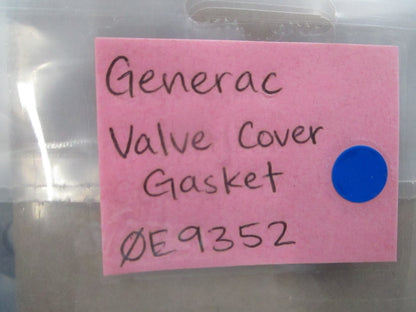 Generac
Valve Cover
Gasket
ØE9352